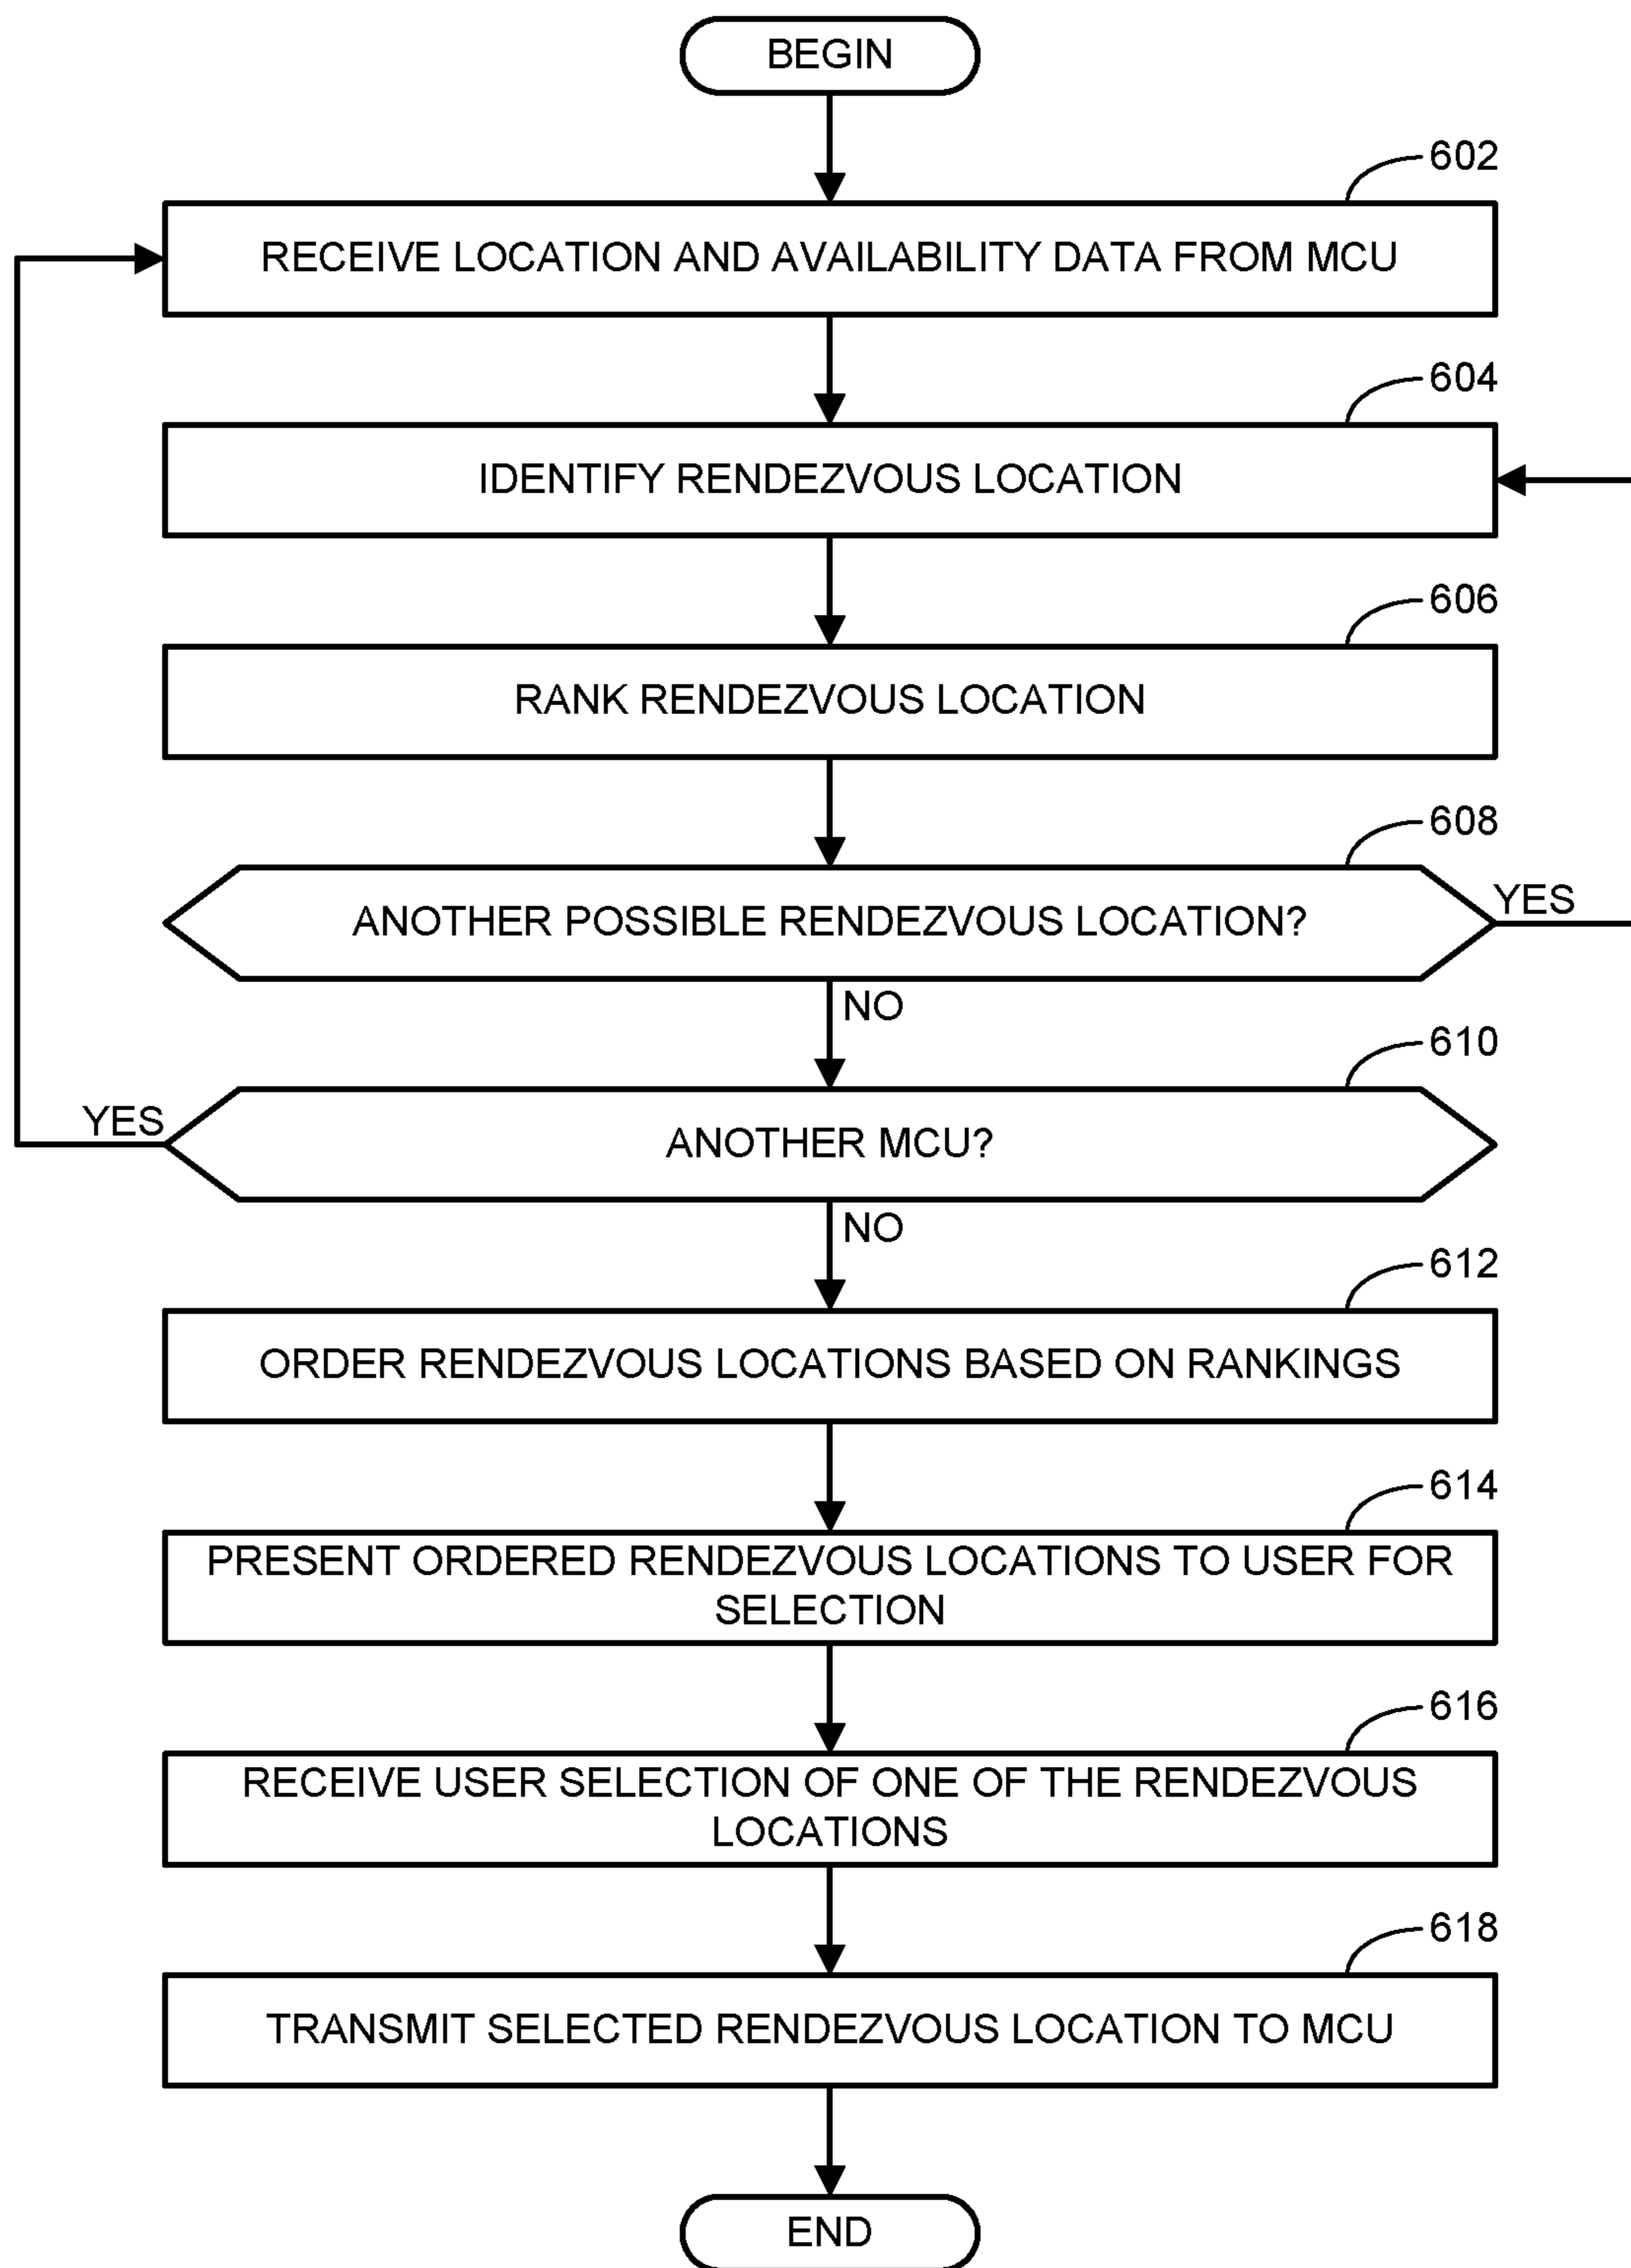 BEGIN
602
RECEIVE LOCATION AND AVAILABILITY DATA FROM MCU
604
IDENTIFY RENDEZVOUS LOCATION
606
RANK RENDEZVOUS LOCATION
608
ANOTHER POSSIBLE RENDEZVOUS LOCATION?
YES
NO
610
YES
ANOTHER MCU?
NO
612
ORDER RENDEZVOUS LOCATIONS BASED ON RANKINGS
614
PRESENT ORDERED RENDEZVOUS LOCATIONS TO USER FOR
SELECTION
616
RECEIVE USER SELECTION OF ONE OF THE RENDEZVOUS
LOCATIONS
618
TRANSMIT SELECTED RENDEZVOUS LOCATION TO MCU
END